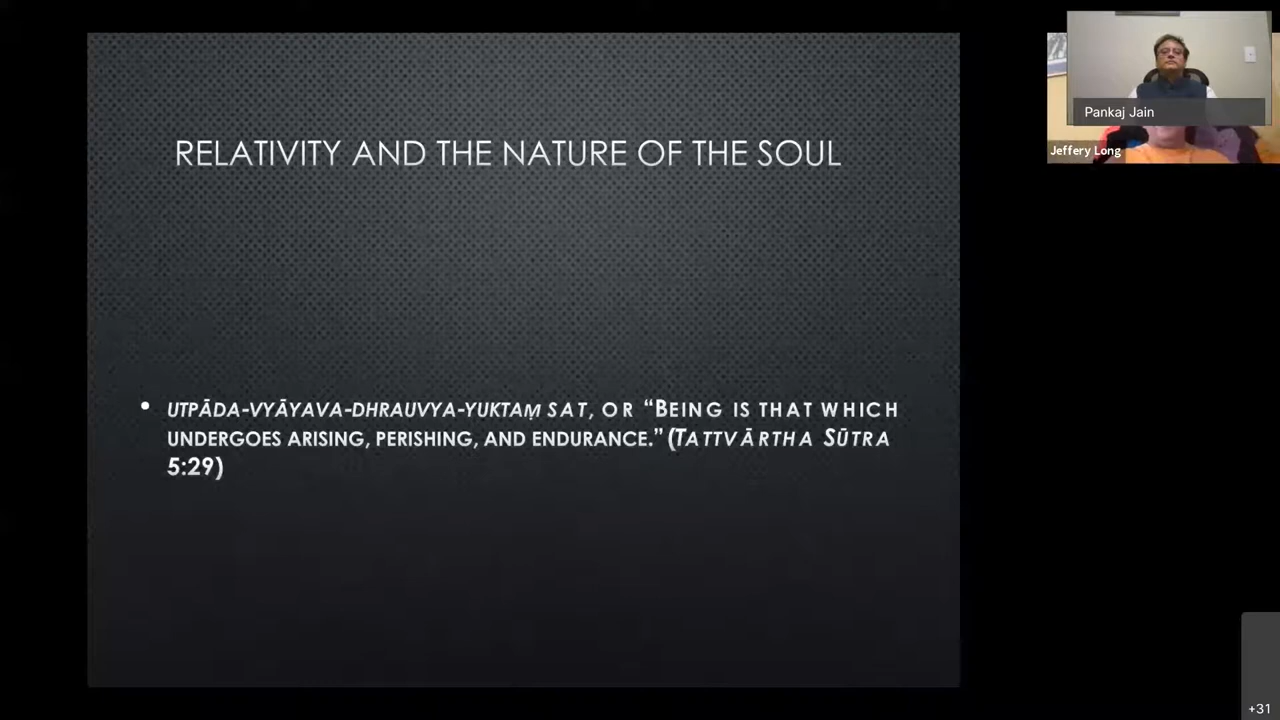 RELATIVITY AND THE NATURE OF THE SOUL
• UTPĀDA-VYĀYAVA-DHRAUVYA-YUKTAṂ SAT, OR “BEING IS THAT WHICH
UNDERGOES ARISING, PERISHING, AND ENDURANCE.” (TATTVĀRTHA SŪTRA
5:29)
Pankaj Jain
Jeffery Long
+31